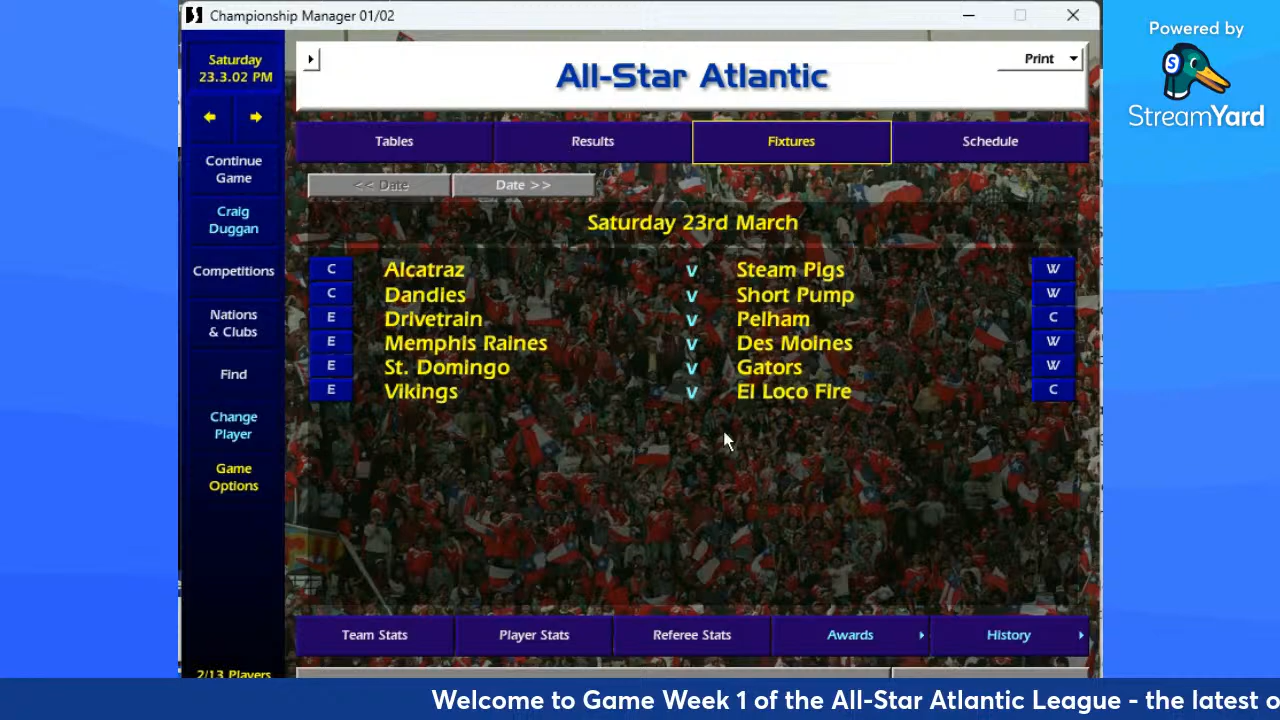 Championship Manager 01/02
Powered by
StreamYard
Saturday
23.3.02 PM
All-Star Atlantic
Print
Tables
Results
Fixtures
Schedule
Continue
Game
<< Date
Date >>
Craig
Duggan
Saturday 23rd March
Competitions
C Alcatraz v Steam Pigs W
C Dandies v Short Pump W
Nations
& Clubs
E Drivetrain v Pelham C
E Memphis Raines v Des Moines W
Find
E St. Domingo v Gators W
E Vikings v El Loco Fire C
Change
Player
Game
Options
Team Stats
Player Stats
Referee Stats
Awards
History
2/13 Players
Welcome to Game Week 1 of the All-Star Atlantic League - the latest o